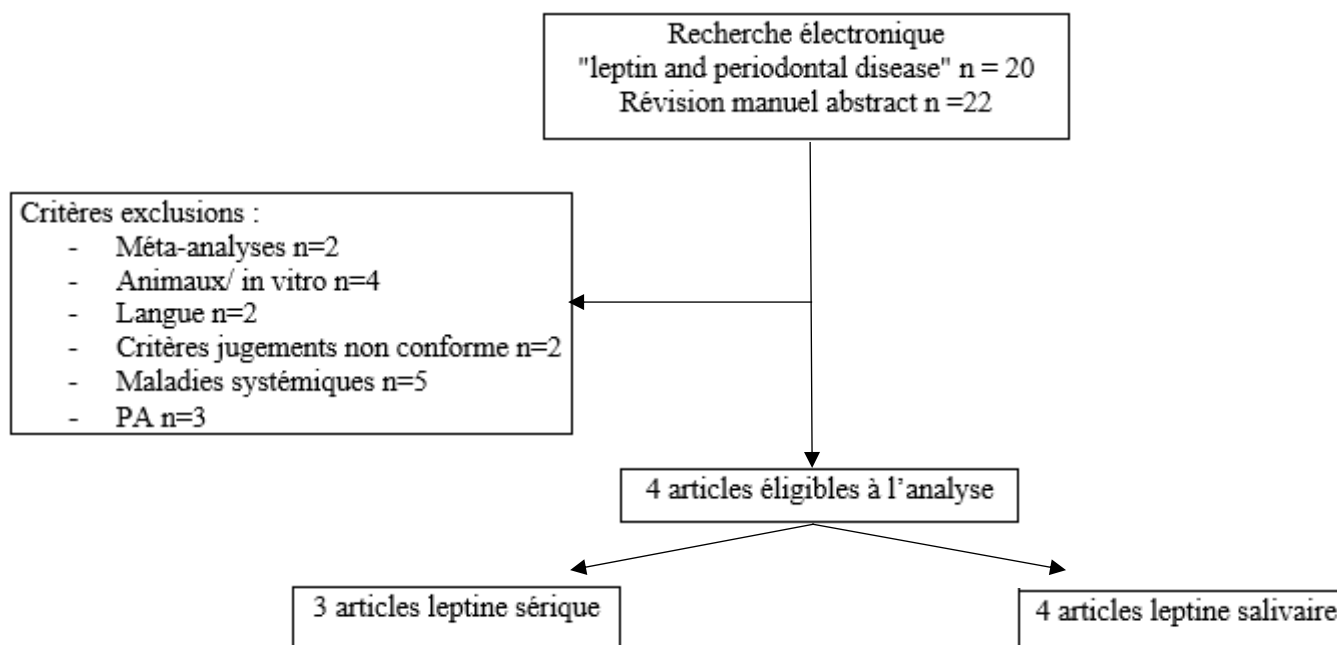 Recherche électronique
"leptin and periodontal disease" n = 20
Révision manuel abstract n =22
Critères exclusions :
- Méta-analyses n=2
- Animaux/ in vitro n=4
- Langue n=2
- Critères jugements non conforme n=2
- Maladies systémiques n=5
- PA n=3
4 articles éligibles à l’analyse
3 articles leptine sérique
4 articles leptine salivaire